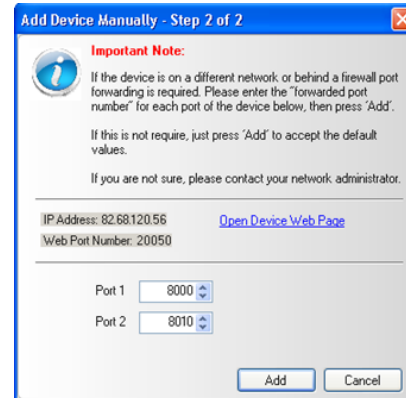 Add Device Manually - Step 2 of 2
Important Note:
If the device is on a different network or behind a firewall port
forwarding is required. Please enter the "forwarded port
number" for each port of the device below, then press 'Add'.
If this is not require, just press 'Add' to accept the default
values.
If you are not sure, please contact your network administrator.
IP Address: 82.68.120.56 Open Device Web Page
Web Port Number: 20050
Port 1 8000
Port 2 8010
Add Cancel